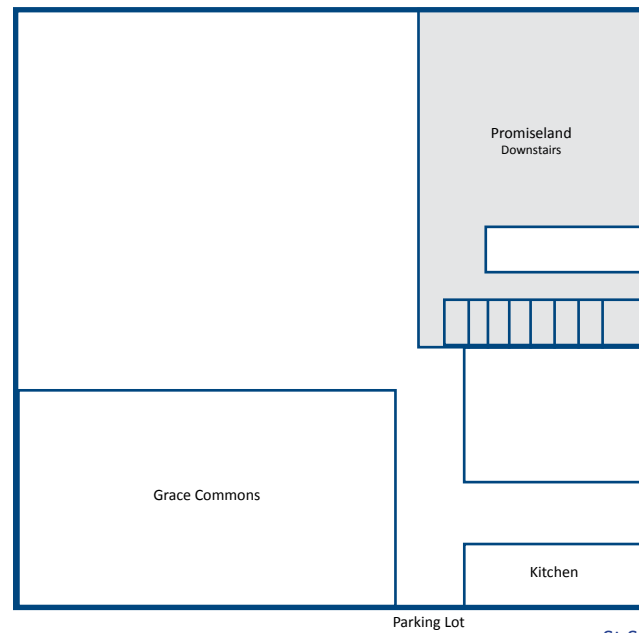 Promiseland
Downstairs
Grace Commons
Kitchen
Parking Lot